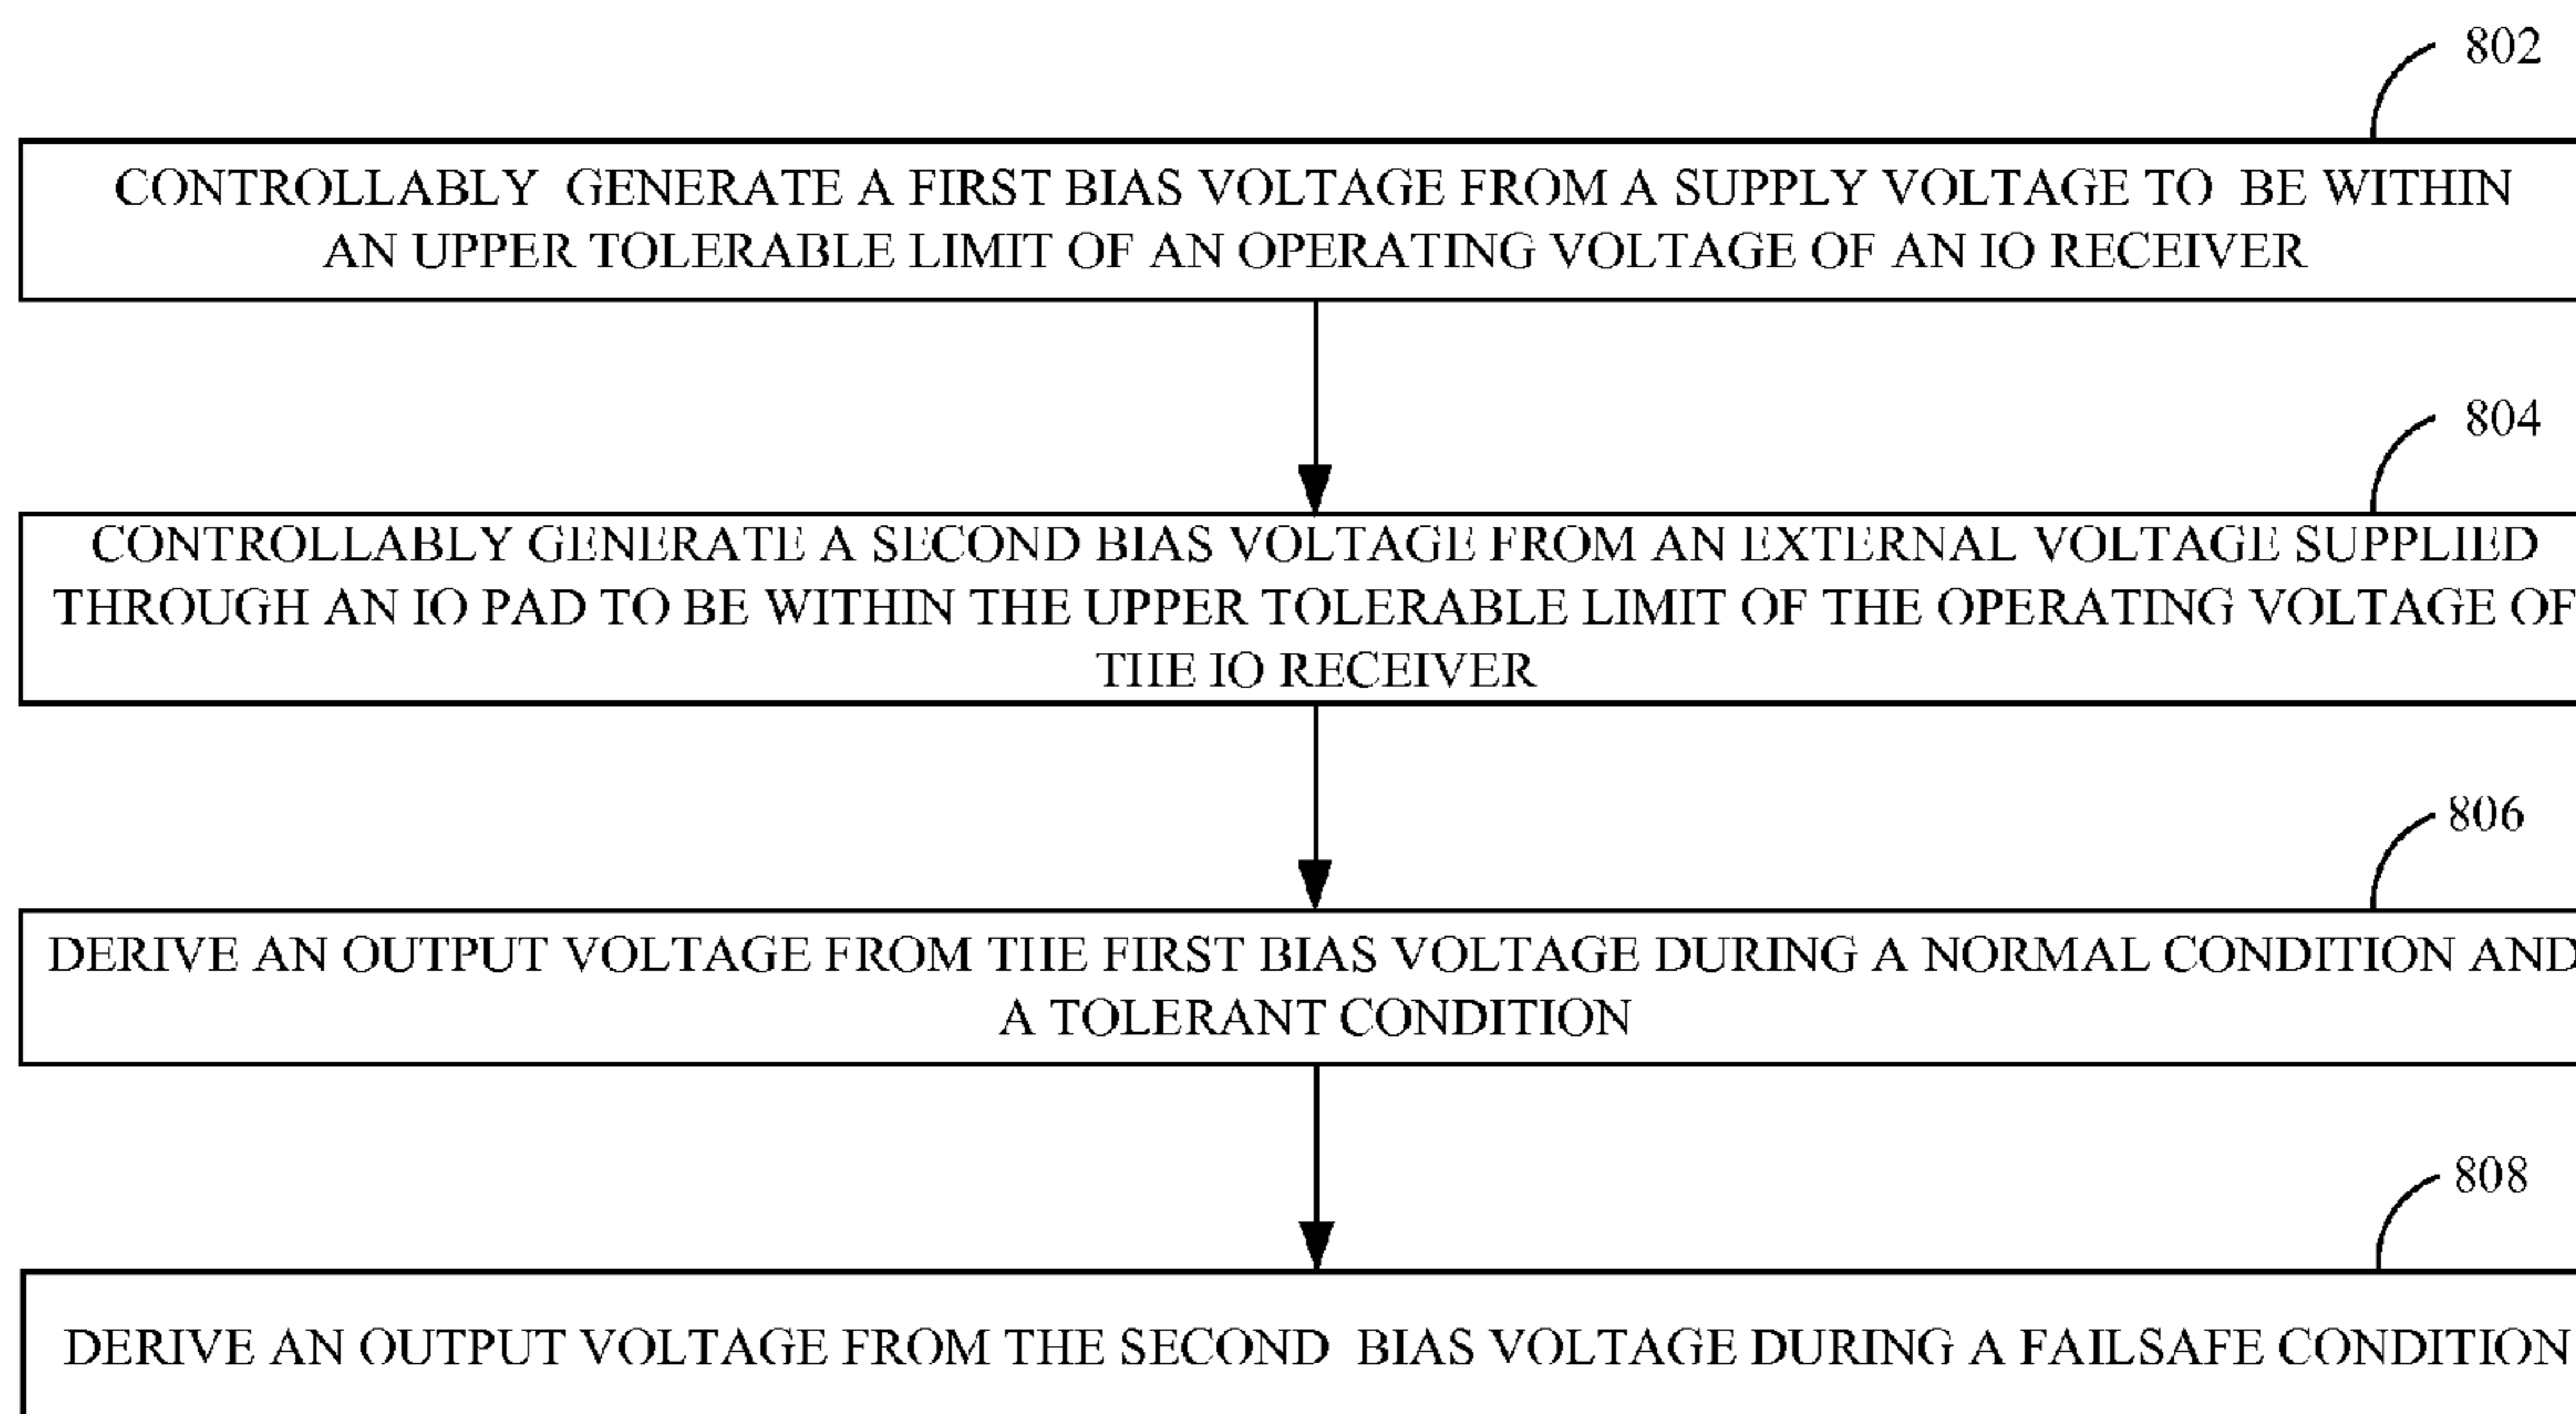 802
CONTROLLABLY GENERATE A FIRST BIAS VOLTAGE FROM A SUPPLY VOLTAGE TO BE WITHIN
AN UPPER TOLERABLE LIMIT OF AN OPERATING VOLTAGE OF AN IO RECEIVER
804
CONTROLLABLY GENERATE A SECOND BIAS VOLTAGE FROM AN EXTERNAL VOLTAGE SUPPLIED
THROUGH AN IO PAD TO BE WITHIN THE UPPER TOLERABLE LIMIT OF THE OPERATING VOLTAGE OF
THE IO RECEIVER
806
DERIVE AN OUTPUT VOLTAGE FROM THE FIRST BIAS VOLTAGE DURING A NORMAL CONDITION AND
A TOLERANT CONDITION
808
DERIVE AN OUTPUT VOLTAGE FROM THE SECOND BIAS VOLTAGE DURING A FAILSAFE CONDITION